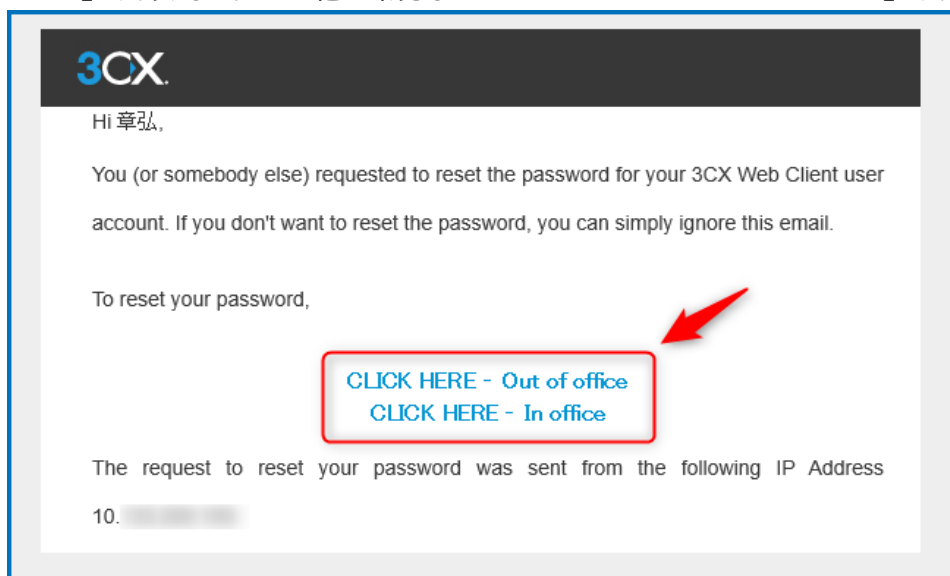 3CX.
Hi 章弘,
You (or somebody else) requested to reset the password for your 3CX Web Client user
account. If you don't want to reset the password, you can simply ignore this email.
To reset your password,
CLICK HERE - Out of office
CLICK HERE - In office
The request to reset your password was sent from the following IP Address
10.